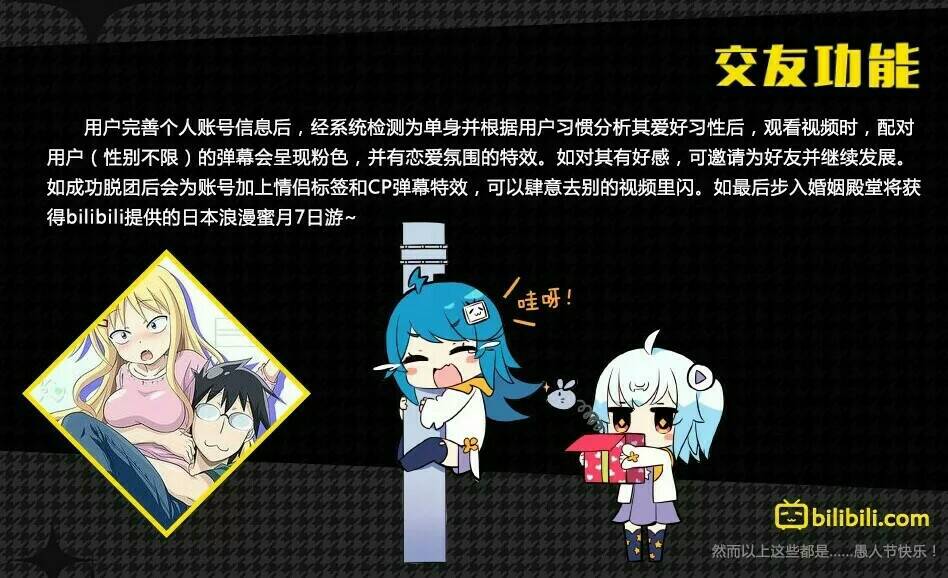 交友功能
用户完善个人账号信息后，经系统检测为单身并根据用户习惯分析其爱好习性后，观看视频时，配对
用户（性别不限）的弹幕会呈现粉色，并有恋爱氛围的特效。如对其有好感，可邀请为好友并继续发展。
如成功脱团后会为账号加上情侣标签和CP弹幕特效，可以肆意去别的视频里闪。如最后步入婚姻殿堂将获
得bilibili提供的日本浪漫蜜月7日游~
哇呀！
bilibili.com
然而以上这些都是……愚人节快乐！